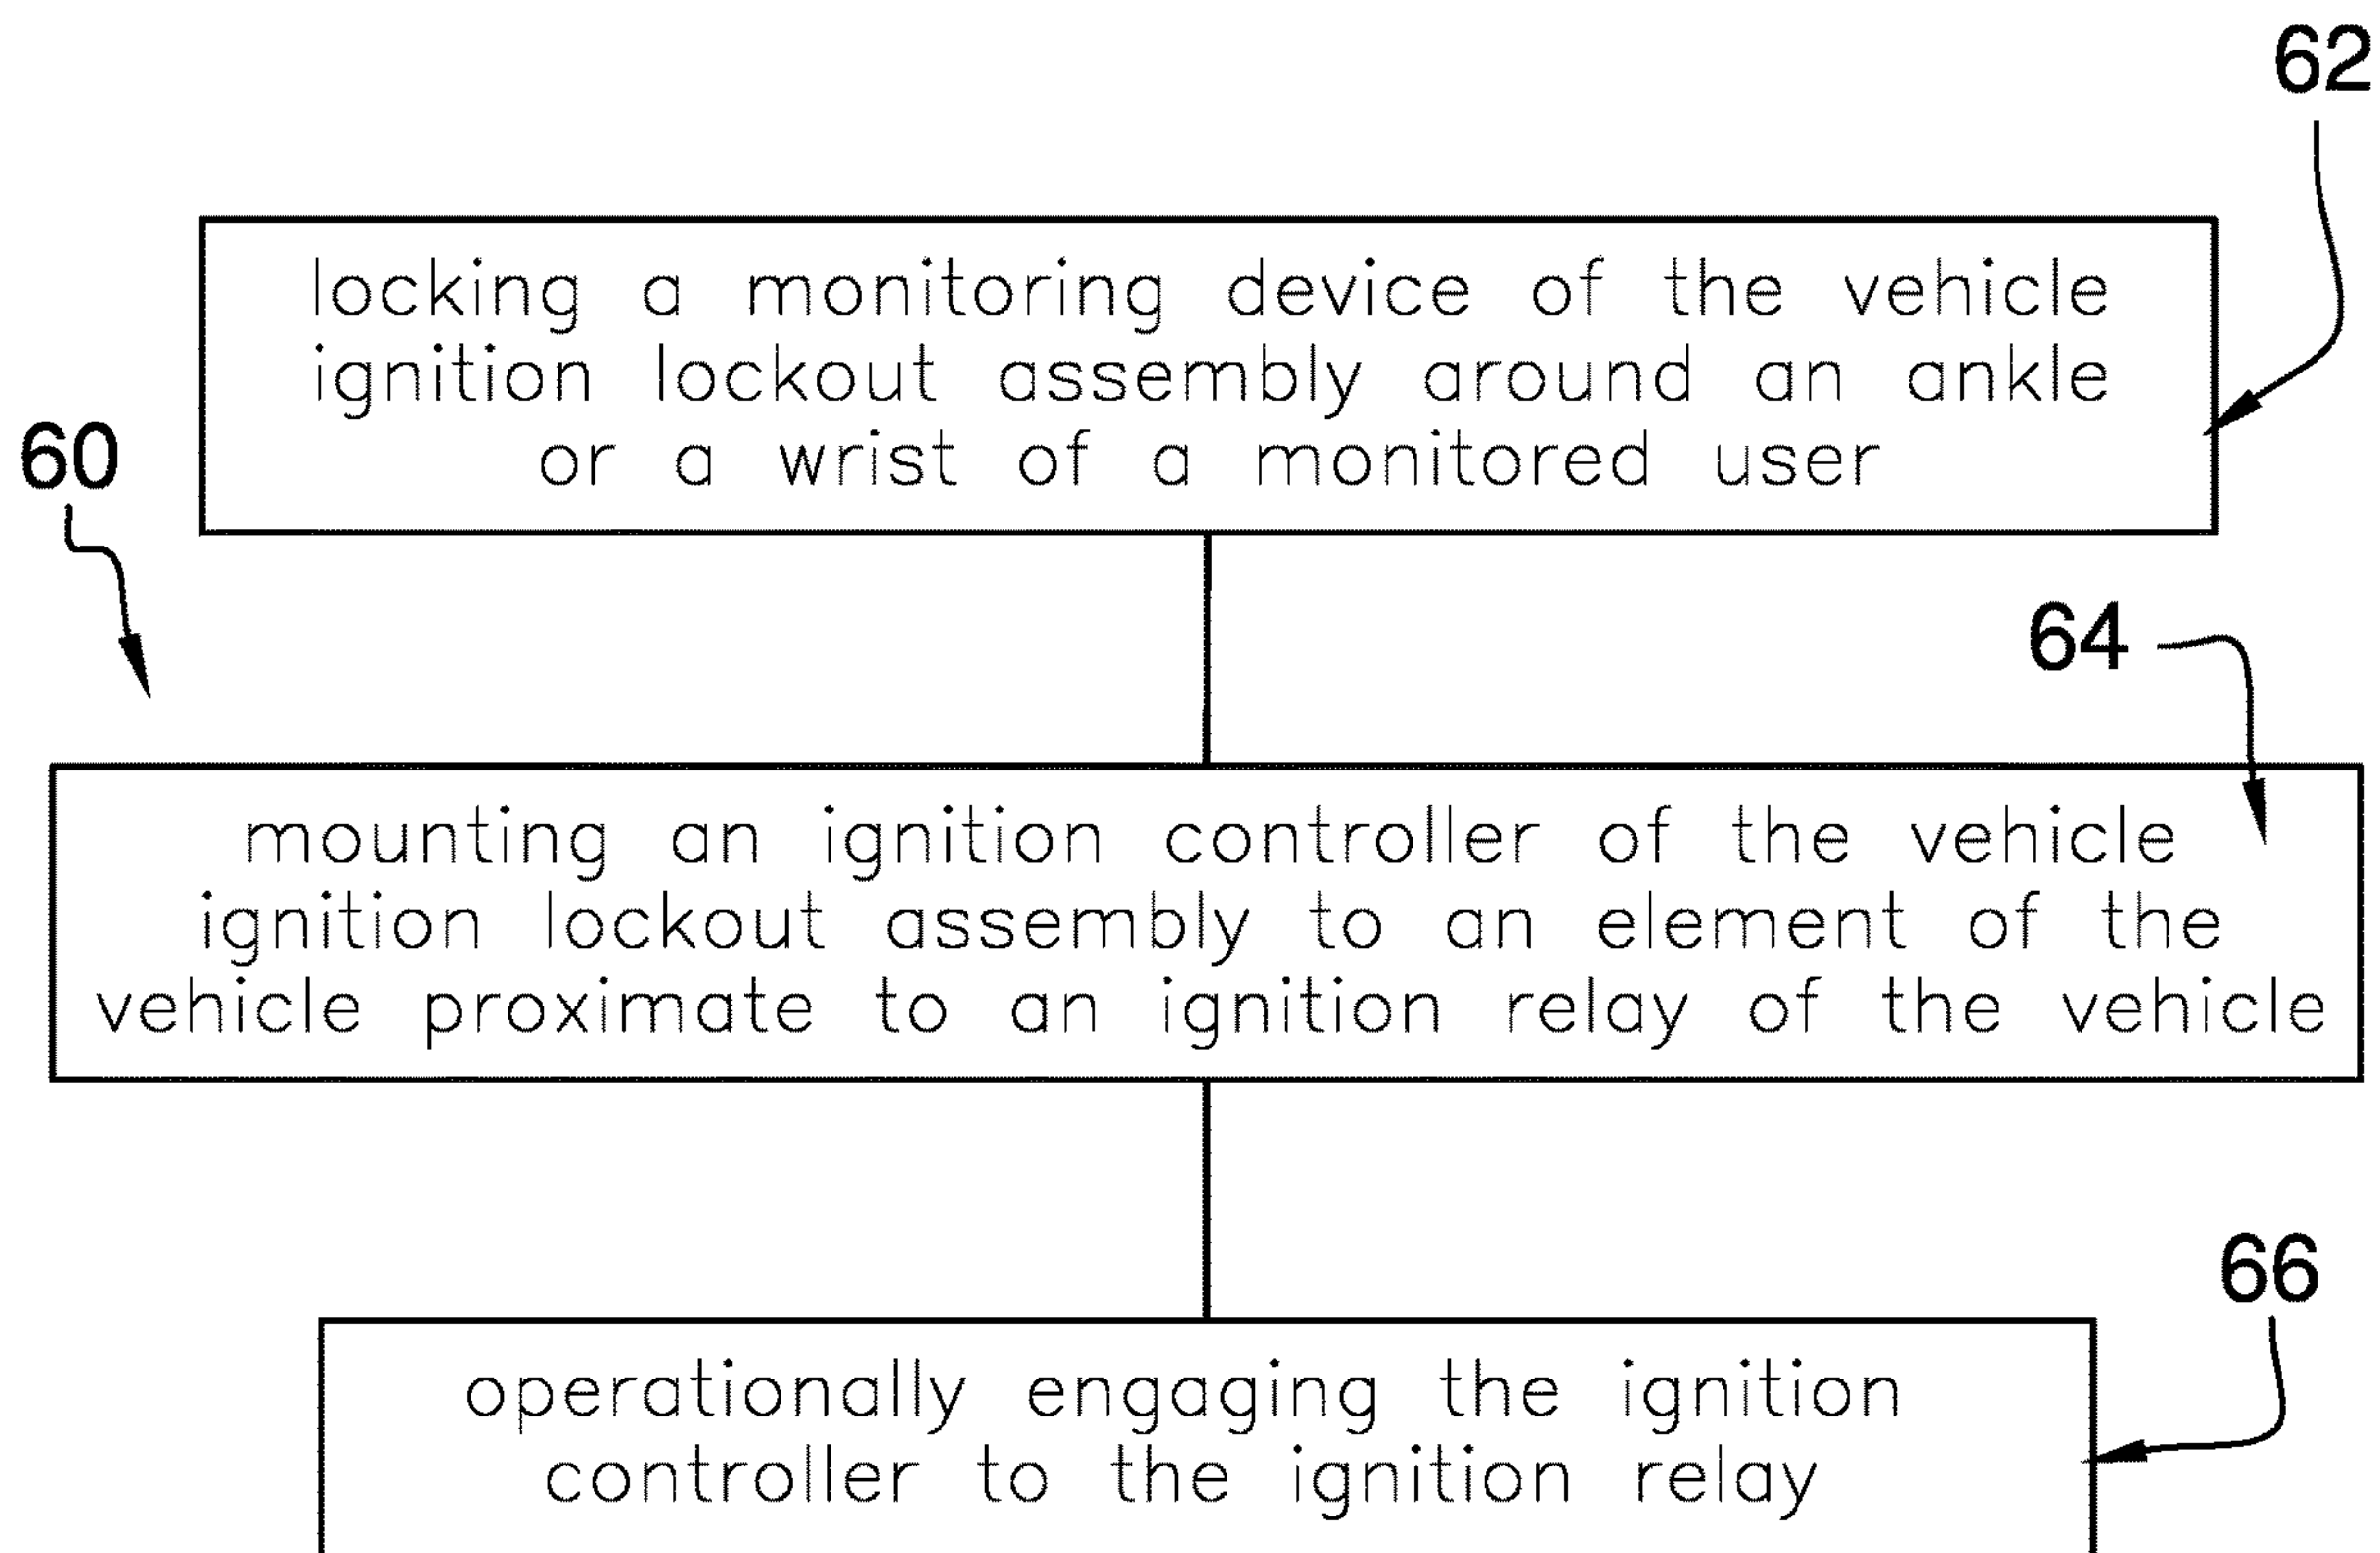 62
locking a monitoring device of the vehicle
ignition lockout assembly around an ankle
or a wrist of a monitored user
60
64
mounting an ignition controller of the vehicle
ignition lockout assembly to an element of the
vehicle proximate to an ignition relay of the vehicle
66
operationally engaging the ignition
controller to the ignition relay